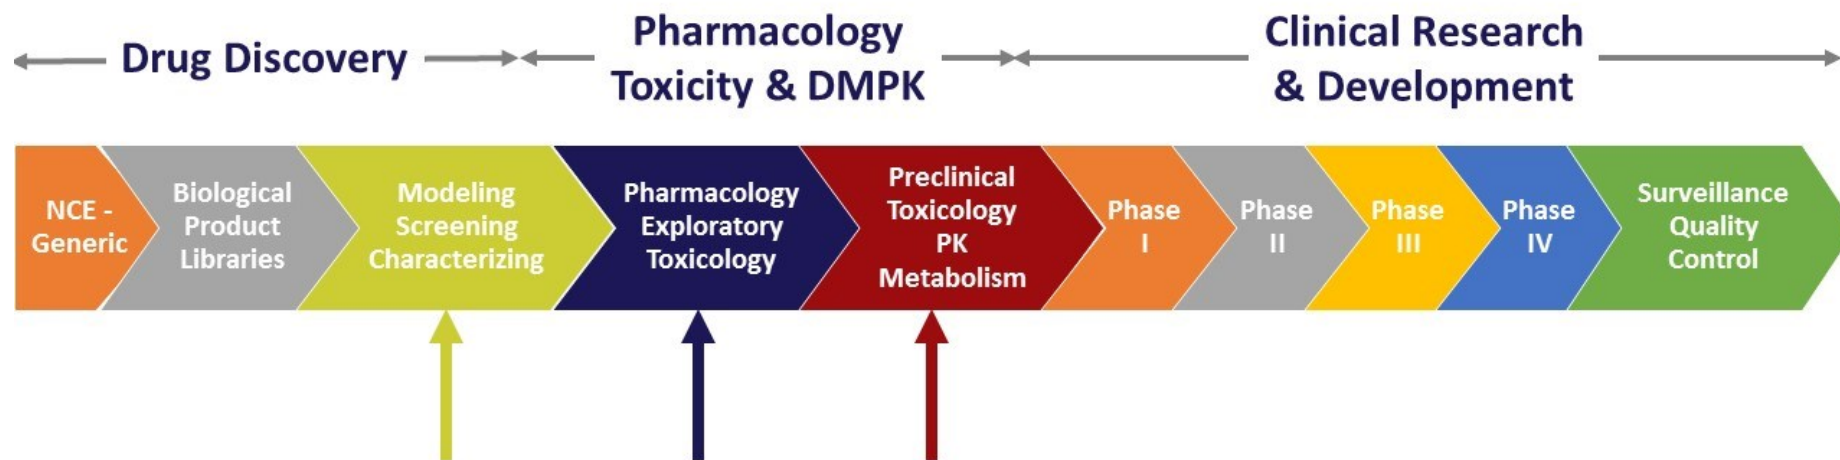 Drug Discovery
Pharmacology
Toxicity & DMPK
Clinical Research
& Development
NCE -
Generic
Biological
Product
Libraries
Modeling
Screening
Characterizing
Pharmacology
Exploratory
Toxicology
Preclinical
Toxicology
PK
Metabolism
Phase
I
Phase
II
Phase
III
Phase
IV
Surveillance
Quality
Control